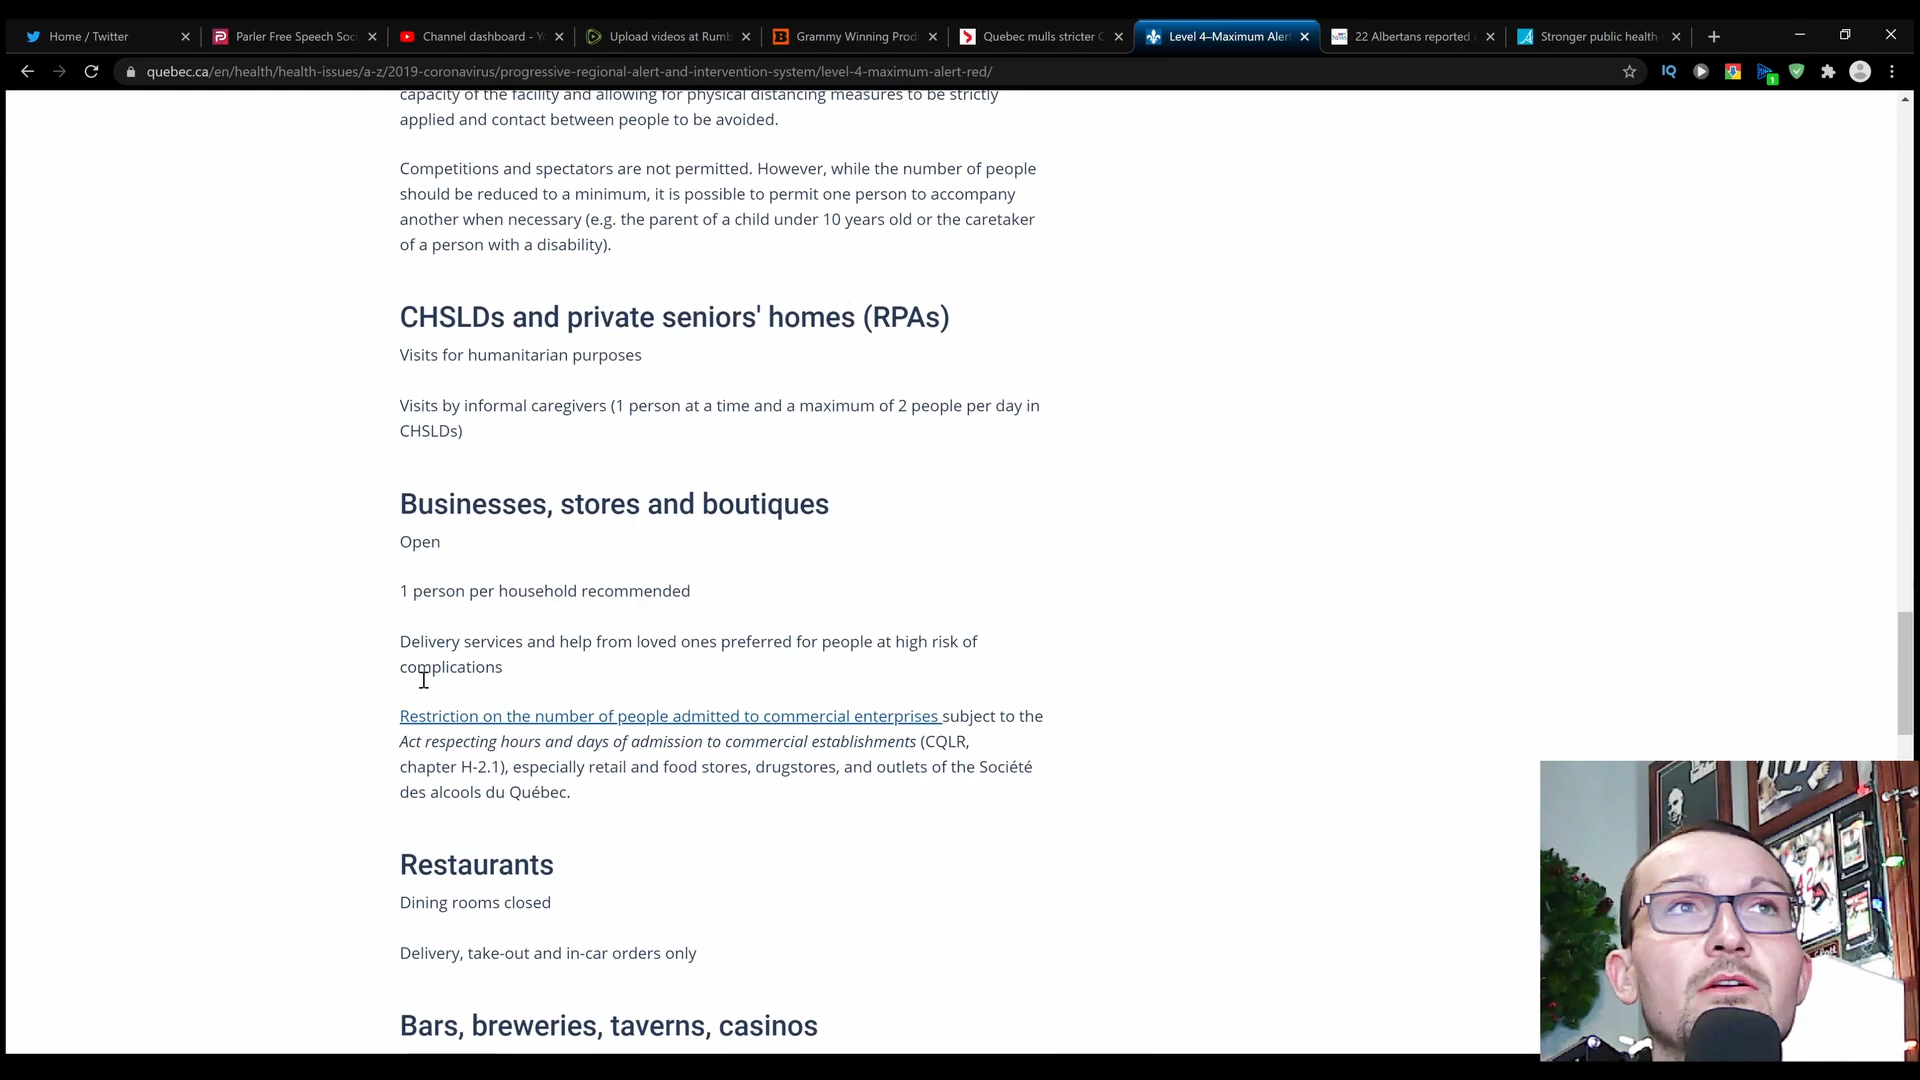 Home / Twitter
Parler Free Speech Soci
Channel dashboard - Y
Upload videos at Rumb
Grammy Winning Prod
Quebec mulls stricter C
Level 4–Maximum Aler
22 Albertans reported
Stronger public health
quebec.ca/en/health/health-issues/a-z/2019-coronavirus/progressive-regional-alert-and-intervention-system/level-4-maximum-alert-red/
IQ
1
capacity of the facility and allowing for physical distancing measures to be strictly
applied and contact between people to be avoided.
Competitions and spectators are not permitted. However, while the number of people
should be reduced to a minimum, it is possible to permit one person to accompany
another when necessary (e.g. the parent of a child under 10 years old or the caretaker
of a person with a disability).
CHSLDs and private seniors' homes (RPAs)
Visits for humanitarian purposes
Visits by informal caregivers (1 person at a time and a maximum of 2 people per day in
CHSLDs)
Businesses, stores and boutiques
Open
1 person per household recommended
Delivery services and help from loved ones preferred for people at high risk of
complications
Restriction on the number of people admitted to commercial enterprises subject to the
Act respecting hours and days of admission to commercial establishments (CQLR,
chapter H-2.1), especially retail and food stores, drugstores, and outlets of the Société
des alcools du Québec.
Restaurants
Dining rooms closed
Delivery, take-out and in-car orders only
Bars, breweries, taverns, casinos